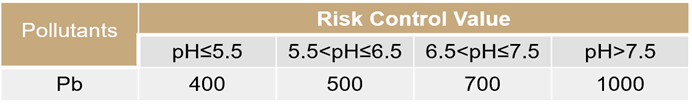 Pollutants Risk Control Value
pH≤5.5 5.5<pH≤6.5 6.5<pH≤7.5 pH>7.5
Pb 400 500 700 1000